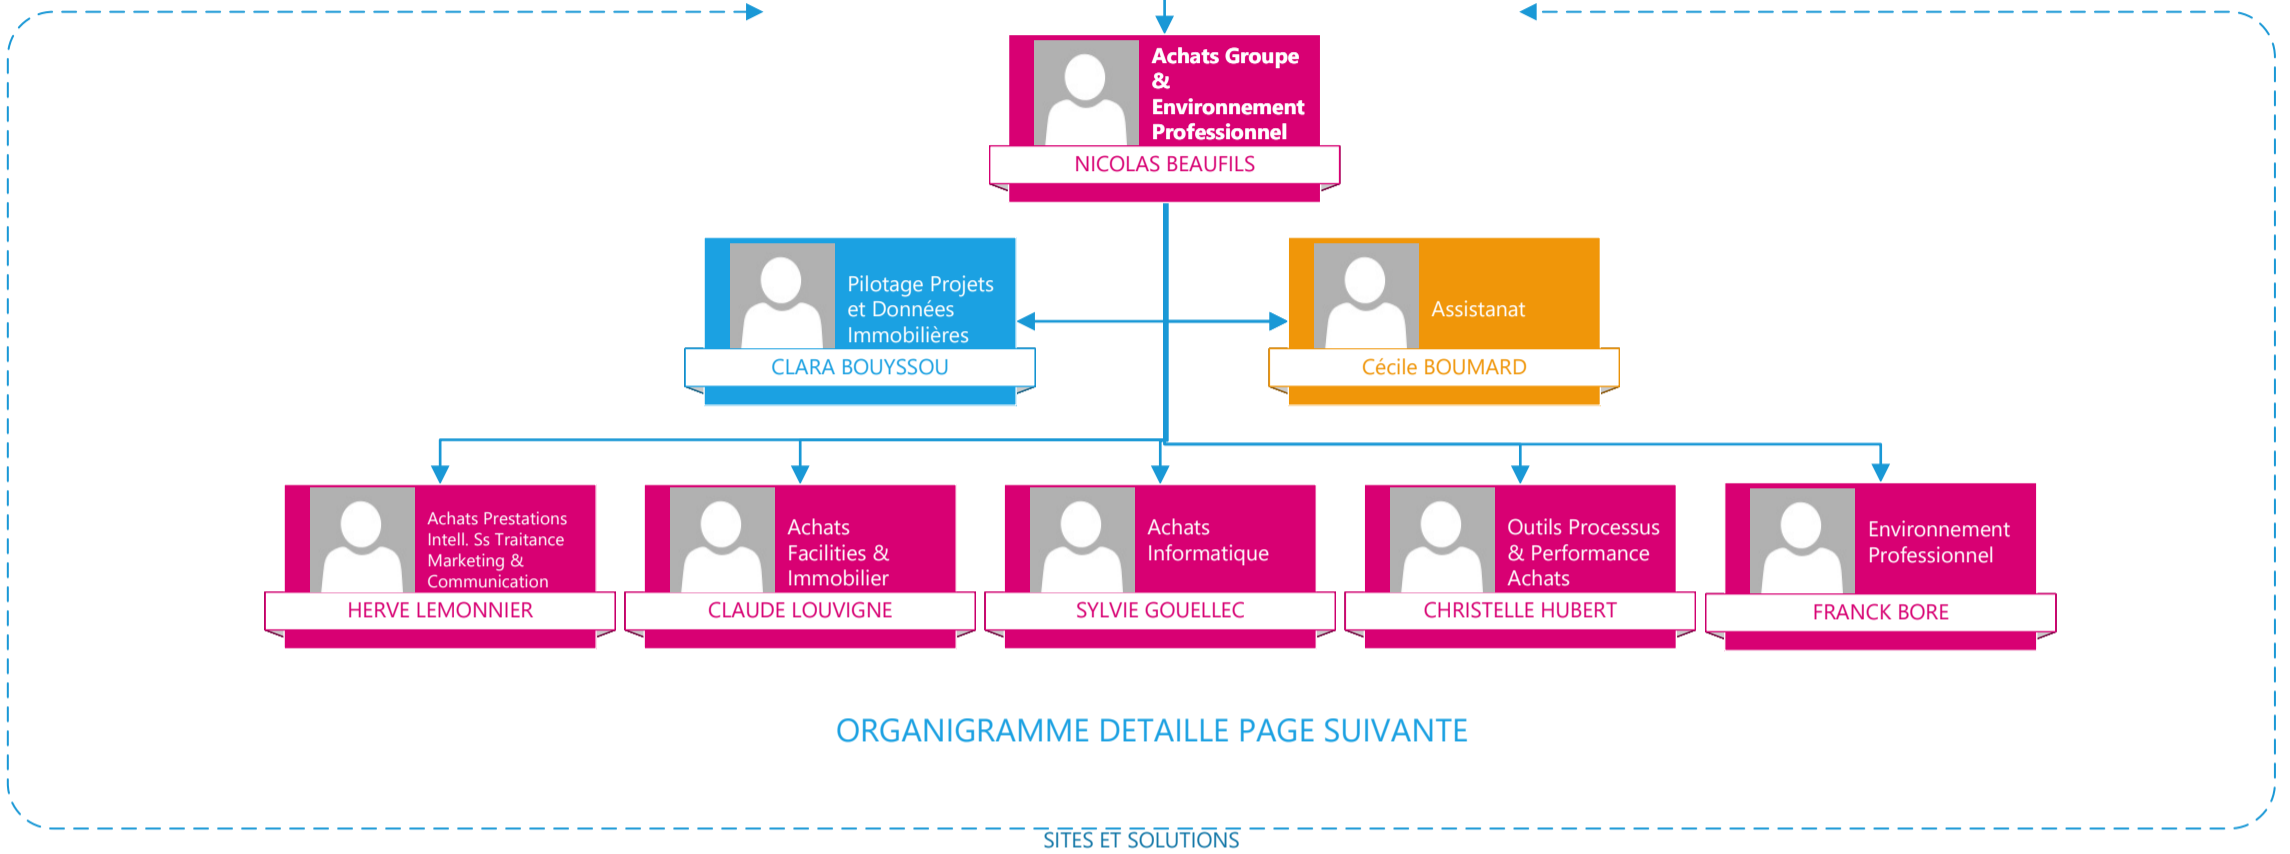 Achats Groupe
&
Environnement
Professionnel
NICOLAS BEAUFILS
Pilotage Projets
et Données
Immobilières
CLARA BOUYSSOU
Assistanat
Cécile BOUMARD
Achats Prestations
Intell. Ss Traitance
Marketing &
Communication
HERVE LEMONNIER
Achats
Facilities &
Immobilier
CLAUDE LOUVIGNE
Achats
Informatique
SYLVIE GOUELLEC
Outils Processus
& Performance
Achats
CHRISTELLE HUBERT
Environnement
Professionnel
FRANCK BORE
ORGANIGRAMME DETAILLE PAGE SUIVANTE
SITES ET SOLUTIONS